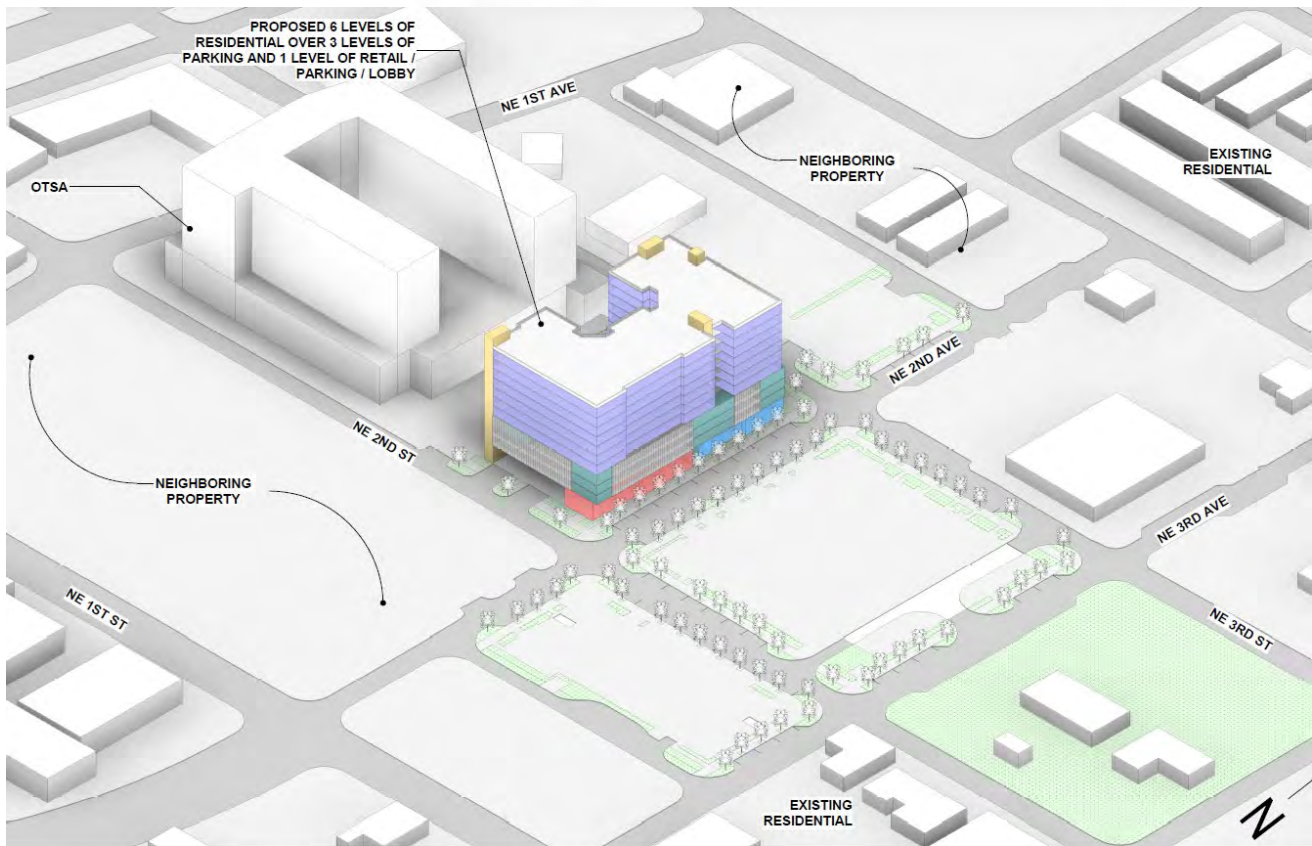 PROPOSED 6 LEVELS OF
RESIDENTIAL OVER 3 LEVELS OF
PARKING AND 1 LEVEL OF RETAIL /
PARKING / LOBBY
NE 1ST AVE
NEIGHBORING
PROPERTY
EXISTING
RESIDENTIAL
OTSA
NE 2ND AVE
NE 2ND ST
NEIGHBORING
PROPERTY
NE 3RD AVE
NE 1ST ST
NE 3RD ST
EXISTING
RESIDENTIAL
N